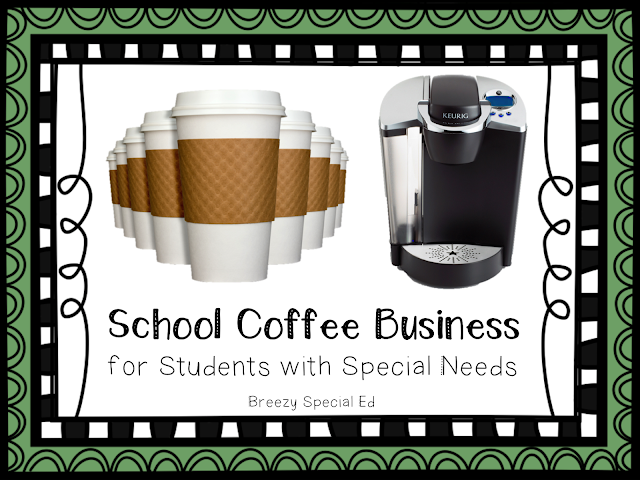 KEURIG
School Coffee Business
for Students with Special Needs
Breezy Special Ed